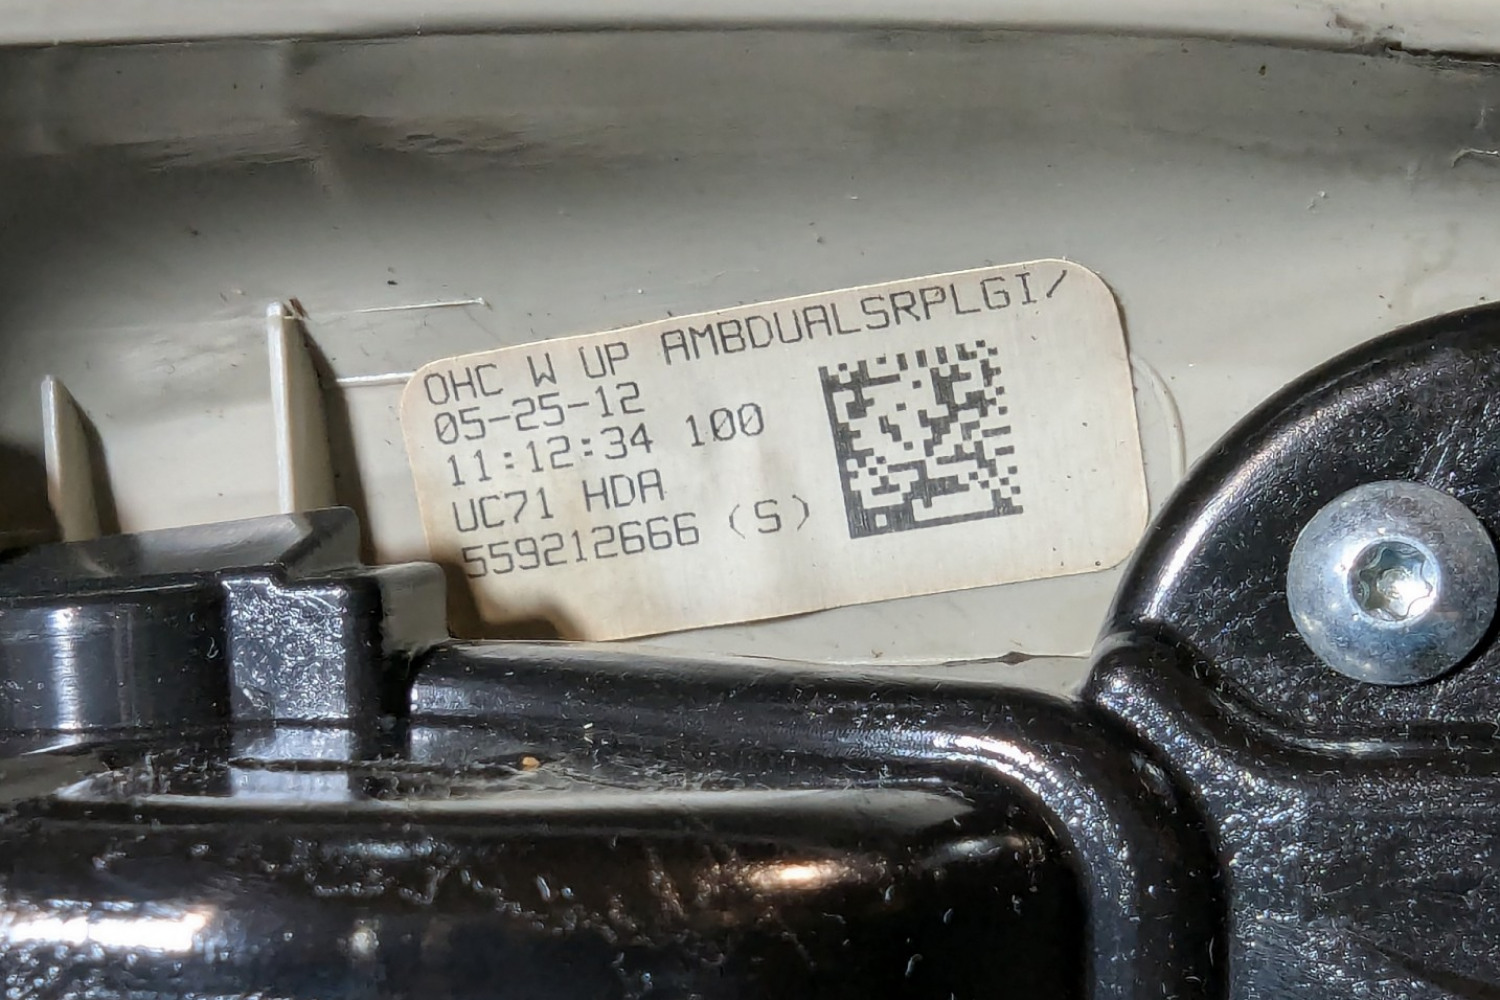 OHC W UP AMBDUALSRPLGI/
05-25-12
11:12:34 100
UC71 HDA
559212666 (S)